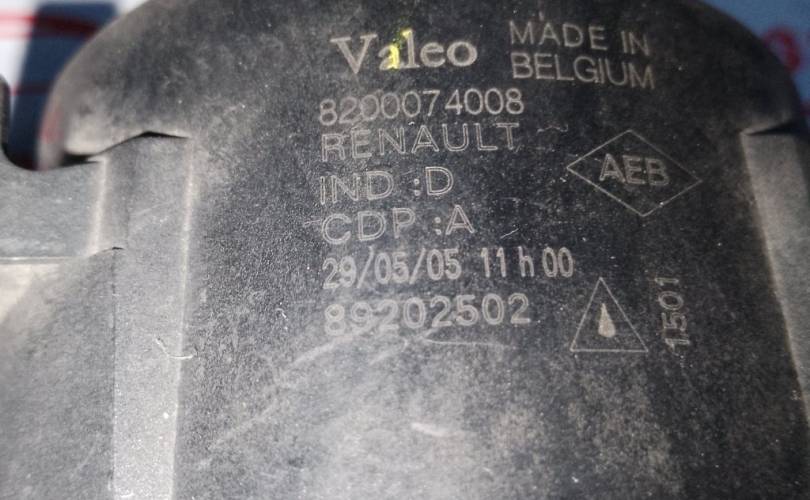 Valeo
MADE IN
BELGIUM
8200074008
RENAULT
IND :D
AEB
CDP :A
29/05/05 11 h 00
89202502
1501